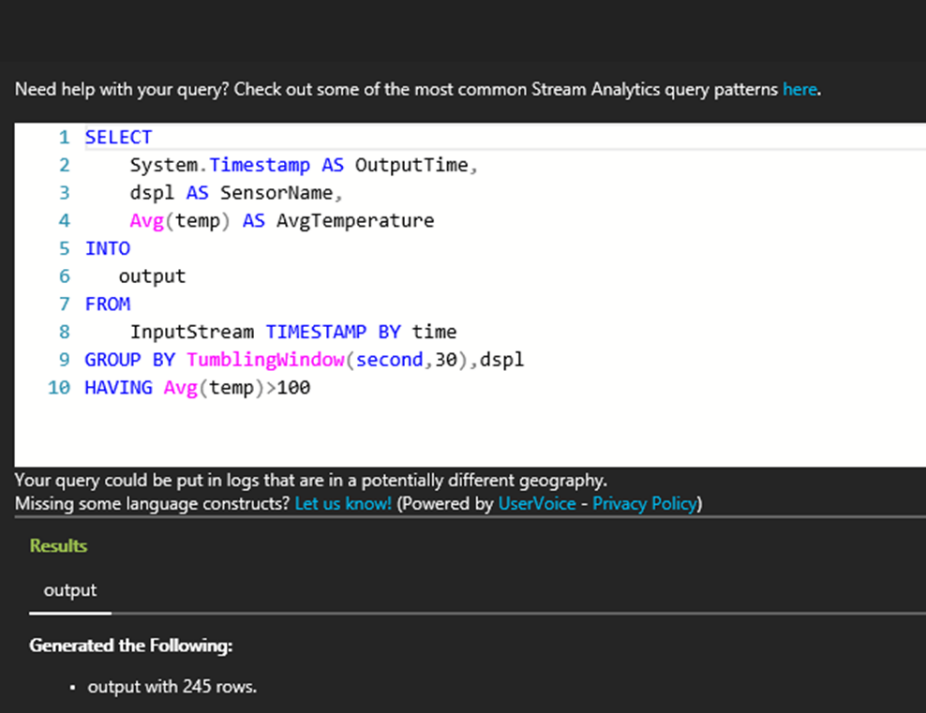 Need help with your query? Check out some of the most common Stream Analytics query patterns here.
1 SELECT
2 System.Timestamp AS OutputTime,
3 dspl AS SensorName,
4 Avg(temp) AS AvgTemperature
5 INTO
6 output
7 FROM
8 InputStream TIMESTAMP BY time
9 GROUP BY TumblingWindow(second,30),dspl
10 HAVING Avg(temp)>100
Your query could be put in logs that are in a potentially different geography.
Missing some language constructs? Let us know! (Powered by UserVoice - Privacy Policy)
Results
output
Generated the Following:
• output with 245 rows.